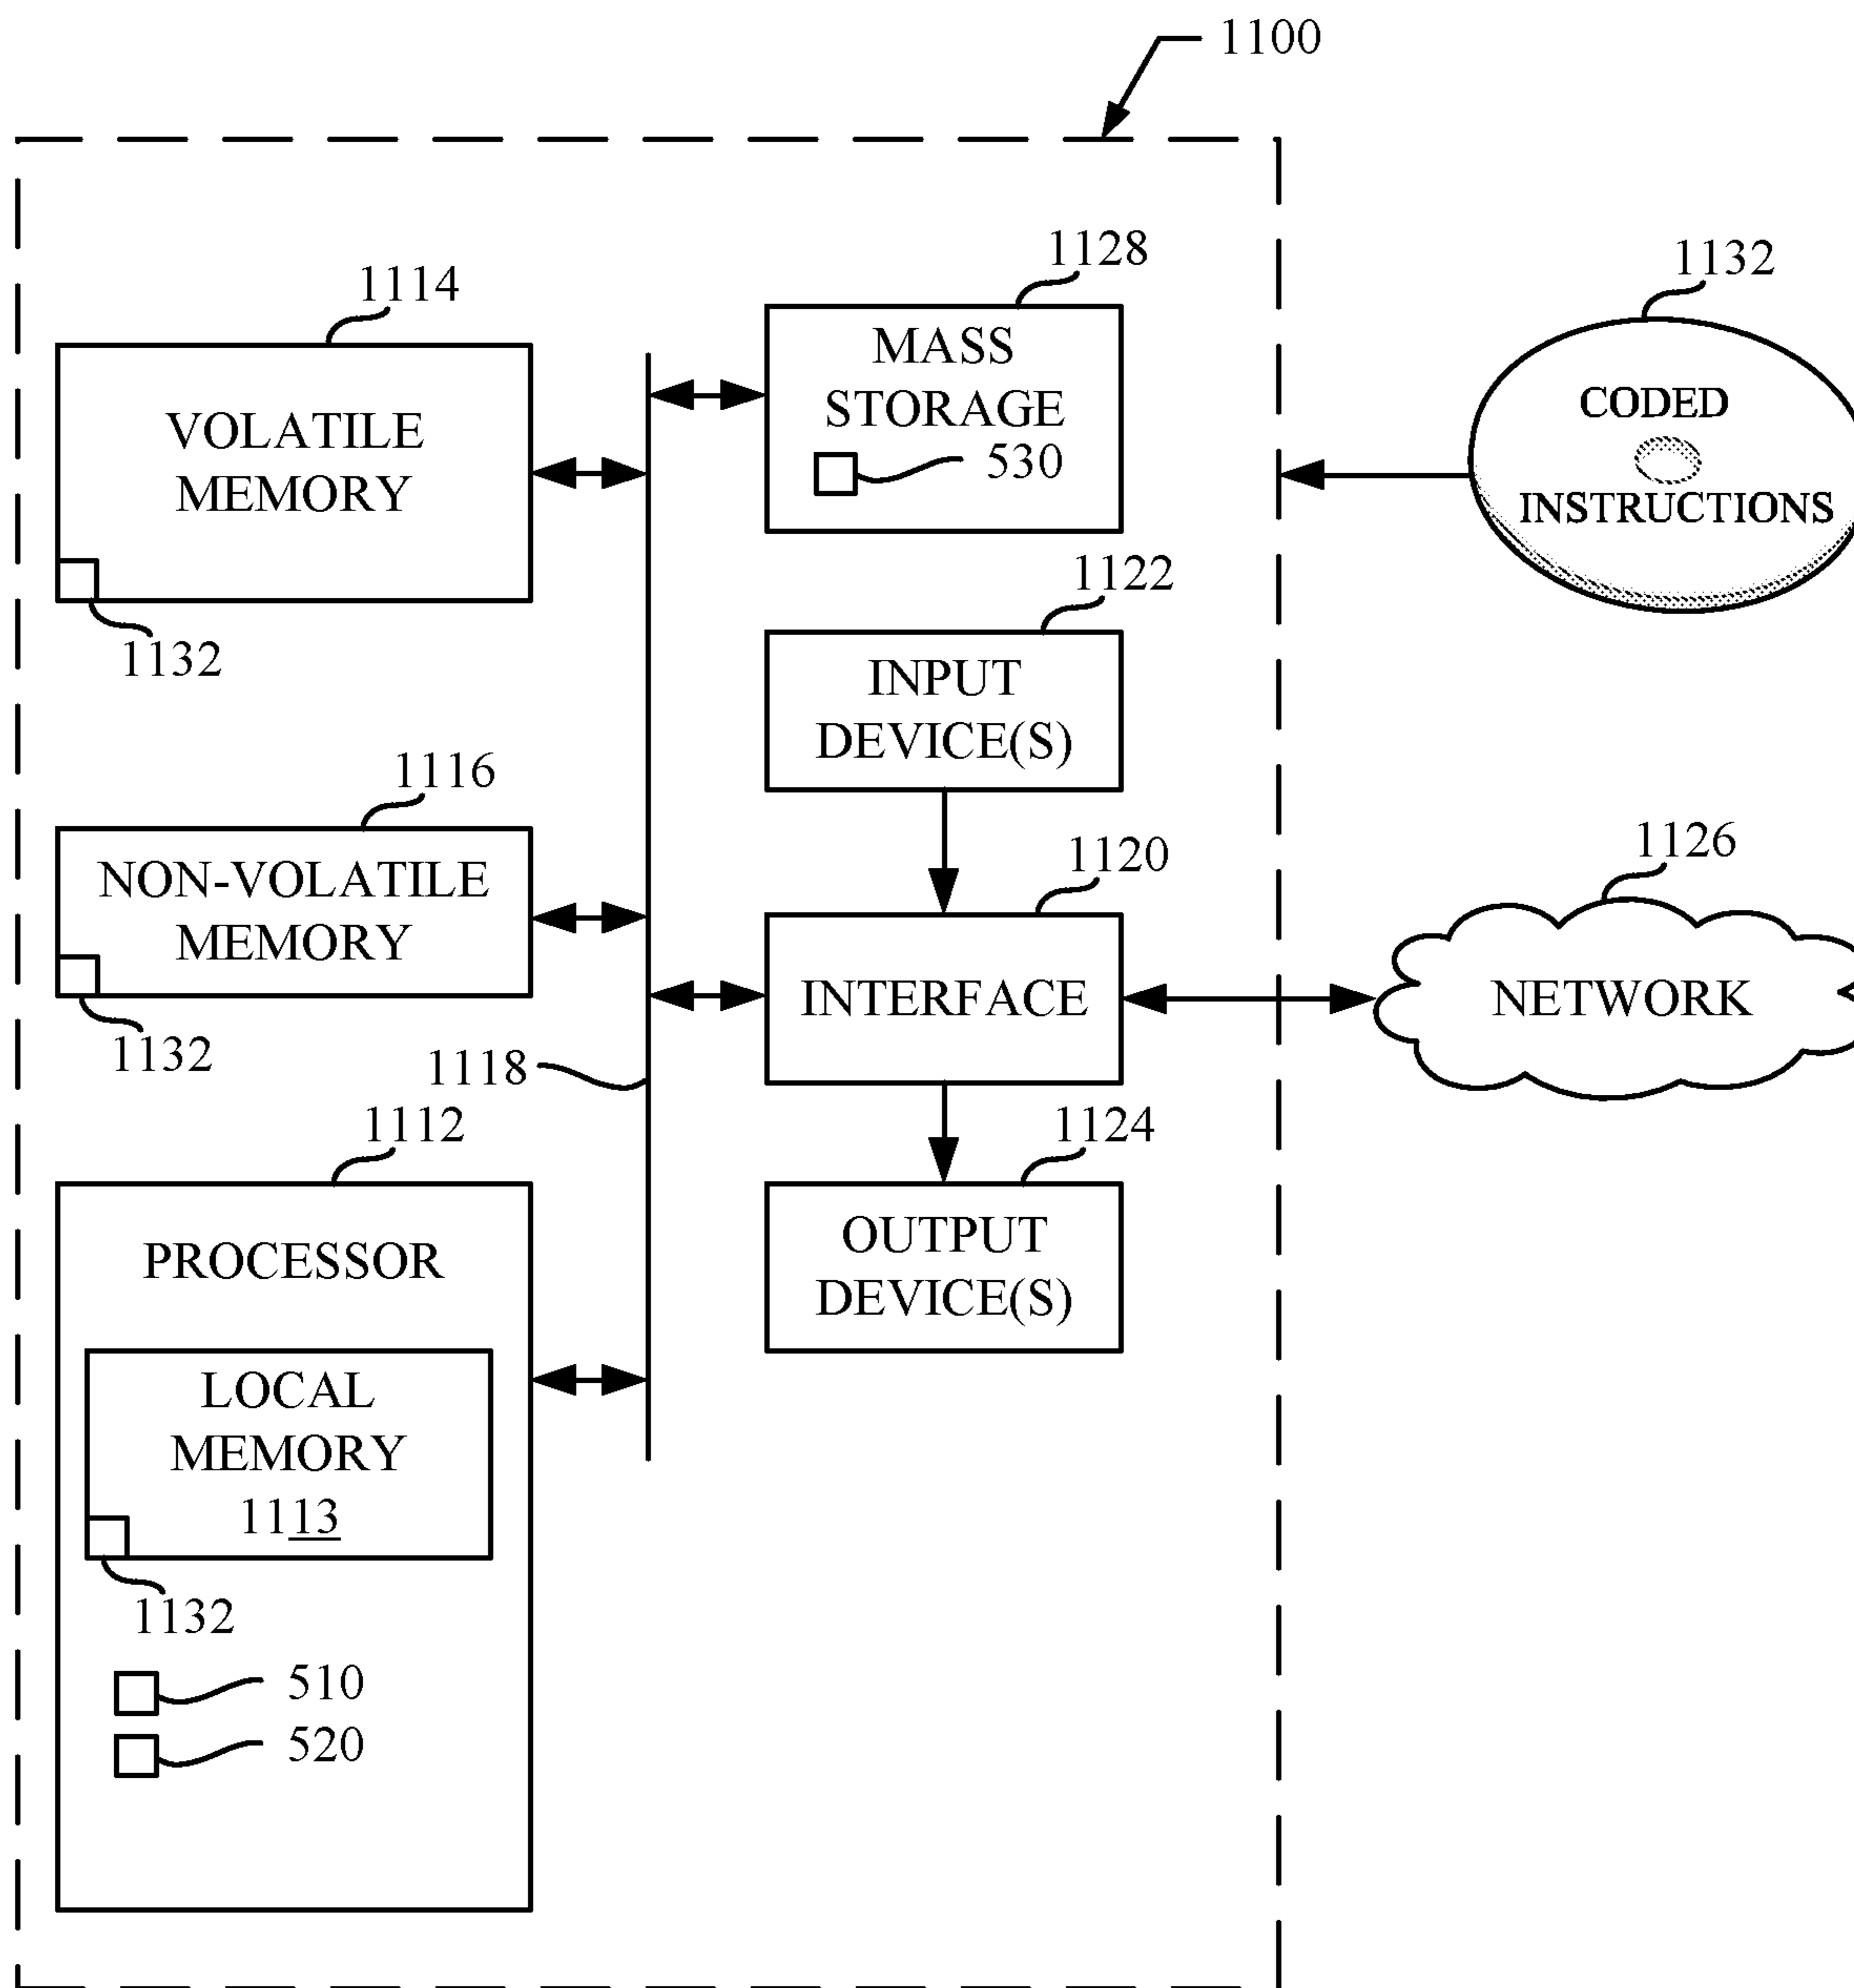 1100
1128
MASS
STORAGE
530
1114
VOLATILE
MEMORY
1132
1132
CODED
INSTRUCTIONS
1122
INPUT
DEVICE(S)
1116
NON-VOLATILE
MEMORY
1132
1120
INTERFACE
1126
NETWORK
1118
1112
PROCESSOR
LOCAL
MEMORY
1113
1132
510
520
1124
OUTPUT
DEVICE(S)